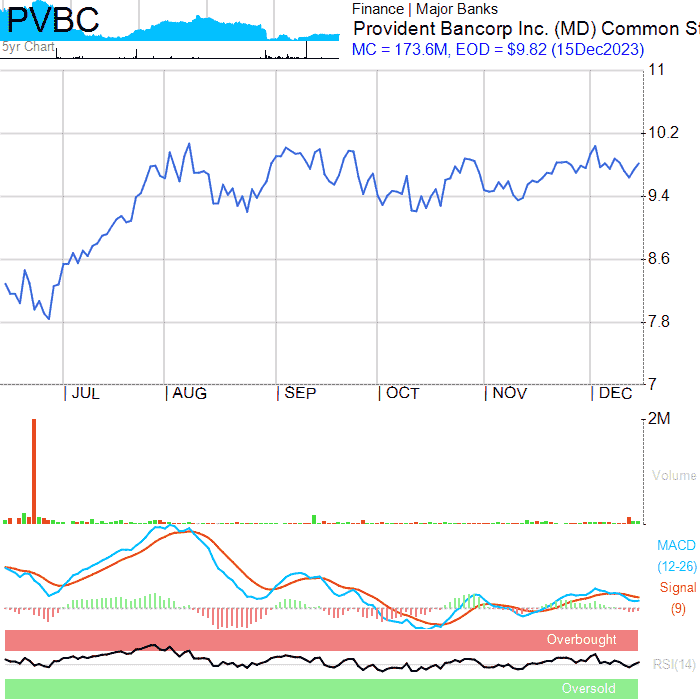 PVBC
5yr Chart
Finance | Major Banks
Provident Bancorp Inc. (MD) Common St
MC = 173.6M, EOD = $9.82 (15Dec2023)
11
10.2
9.4
8.6
7.8
7
JUL
AUG
SEP
OCT
NOV
DEC
2M
Volume
MACD
(12-26)
Signal
(9)
Overbought
RSI(14)
Oversold